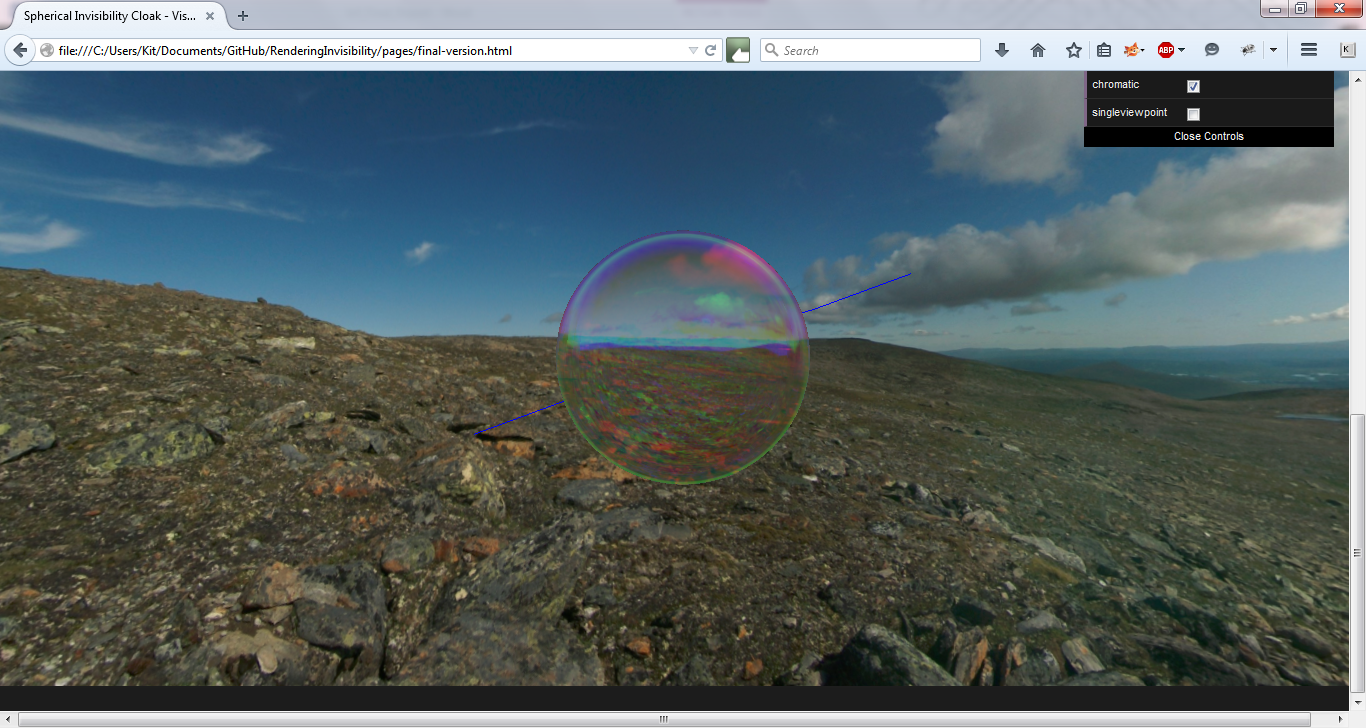 Spherical Invisibility Cloak - Vis...
file:///C:/Users/Kit/Documents/GitHub/RenderingInvisibility/pages/final-version.html
Search
ABP
K
chromatic
singleviewpoint
Close Controls